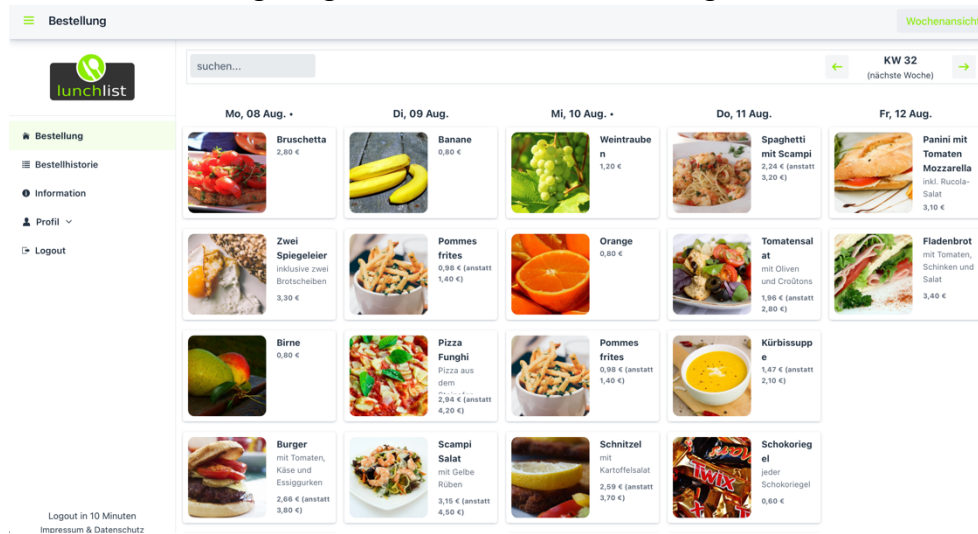 Bestellung
Wochenansicht
lunchlist
Bestellung
Bestellhistorie
Information
Profil
Logout
Logout in 10 Minuten
Impressum & Datenschutz
suchen...
KW 32
(nächste Woche)
Mo, 08 Aug. •
Bruschetta
2,80 €
Zwei
Spiegeleier
inklusive zwei
Brotscheiben
3,30 €
Birne
0,80 €
Burger
mit Tomaten,
Käse und
Essiggurken
2,66 € (anstatt
3,80 €)
Di, 09 Aug.
Banane
0,80 €
Pommes
frites
0,98 € (anstatt
1,40 €)
Pizza
Funghi
Pizza aus
dem
2,94 € (anstatt
4,20 €)
Scampi
Salat
mit Gelbe
Rüben
3,15 € (anstatt
4,50 €)
Mi, 10 Aug. •
Weintraube
n
1,20 €
Orange
0,80 €
Pommes
frites
0,98 € (anstatt
1,40 €)
Schnitzel
mit
Kartoffelsalat
2,59 € (anstatt
3,70 €)
Do, 11 Aug.
Spaghetti
mit Scampi
2,24 € (anstatt
3,20 €)
Tomatensal
at
mit Oliven
und Croûtons
1,96 € (anstatt
2,80 €)
Kürbissupp
e
1,47 € (anstatt
2,10 €)
TWIX
Schokorieg
el
jeder
Schokoriegel
0,60 €
Fr, 12 Aug.
Panini mit
Tomaten
Mozzarella
inkl. Rucola-
Salat
3,10 €
Fladenbrot
mit Tomaten,
Schinken und
Salat
3,40 €